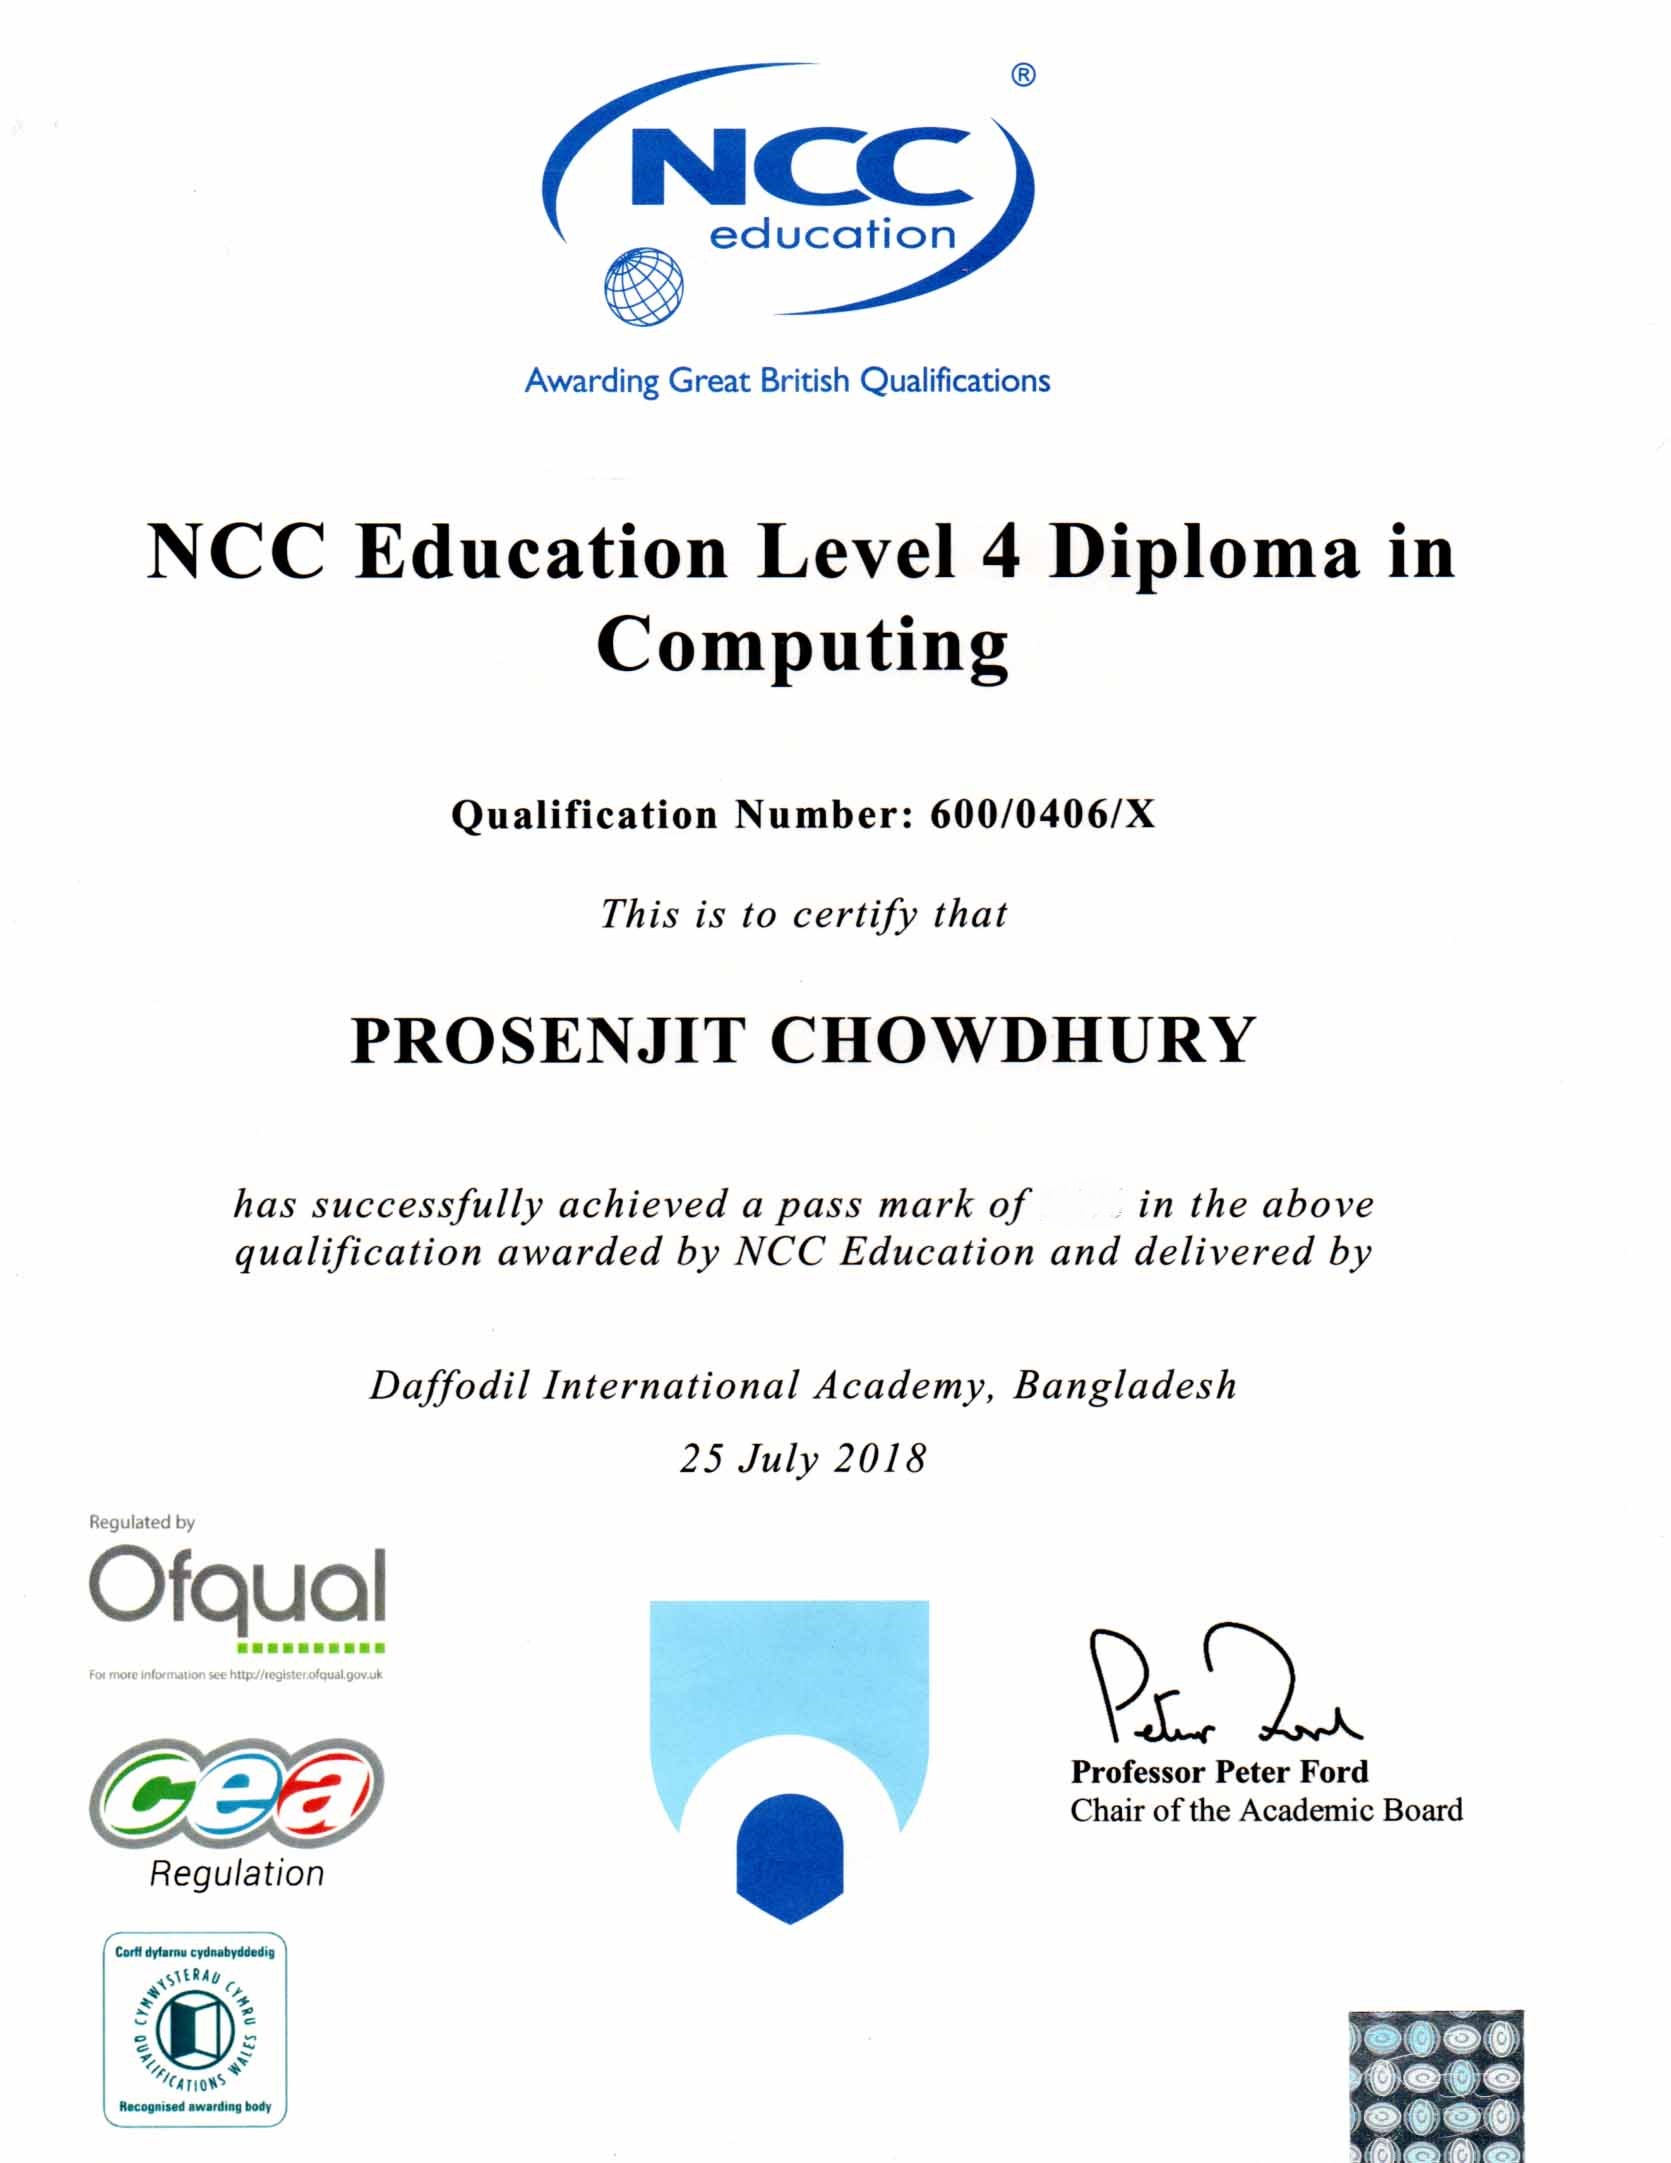 ®
NCC
education
Awarding Great British Qualifications
NCC Education Level 4 Diploma in
Computing
Qualification Number: 600/0406/X
This is to certify that
PROSENJIT CHOWDHURY
has successfully achieved a pass mark of in the above
qualification awarded by NCC Education and delivered by
Daffodil International Academy, Bangladesh
25 July 2018
Regulated by
Ofqual
For more information see http://register.ofqual.gov.uk
cea
Regulation
Corff dyfarnu cydnabyddedig
CYMWYSTERAU CYMRU
QUALIFICATIONS WALES
Recognised awarding body
Peter Ford
Professor Peter Ford
Chair of the Academic Board